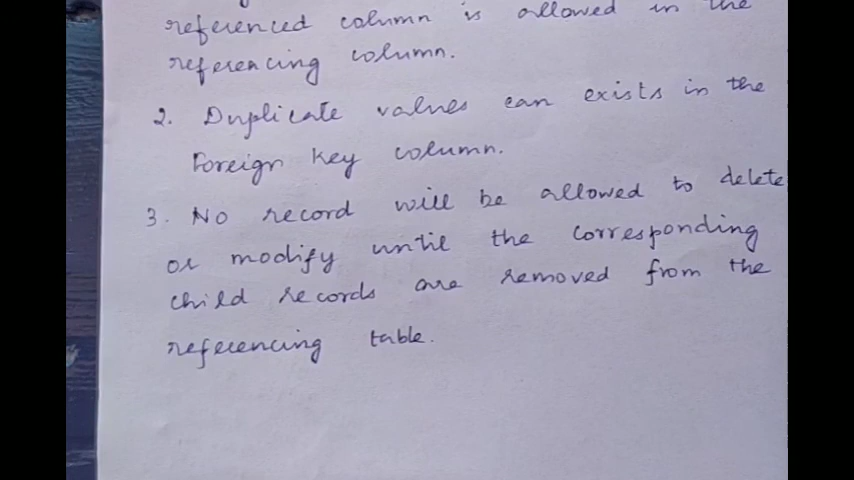 referenced column is allowed in the
referencing column.
2. Duplicate values can exists in the
Foreign Key column.
3. No record will be allowed to delete
or modify until the corresponding
child records are removed from the
referencing table.